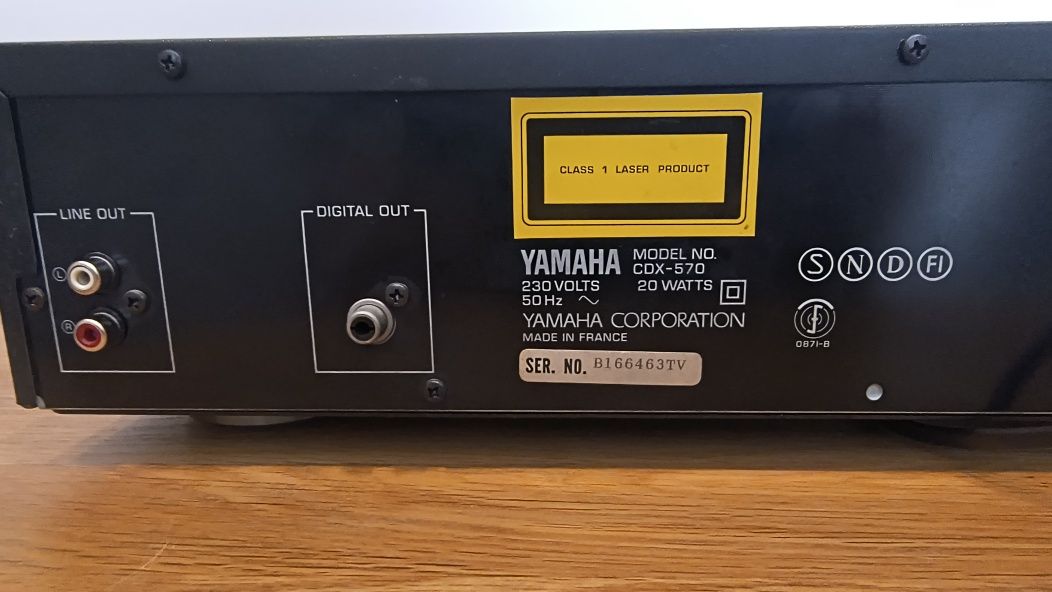 LINE OUT
L
R
DIGITAL OUT
CLASS 1 LASER PRODUCT
YAMAHA MODEL NO.
CDX-570
230 VOLTS 20 WATTS
50 Hz ~
YAMAHA CORPORATION
MADE IN FRANCE
SER. NO. B166463TV
S N D FI
S
087I-B